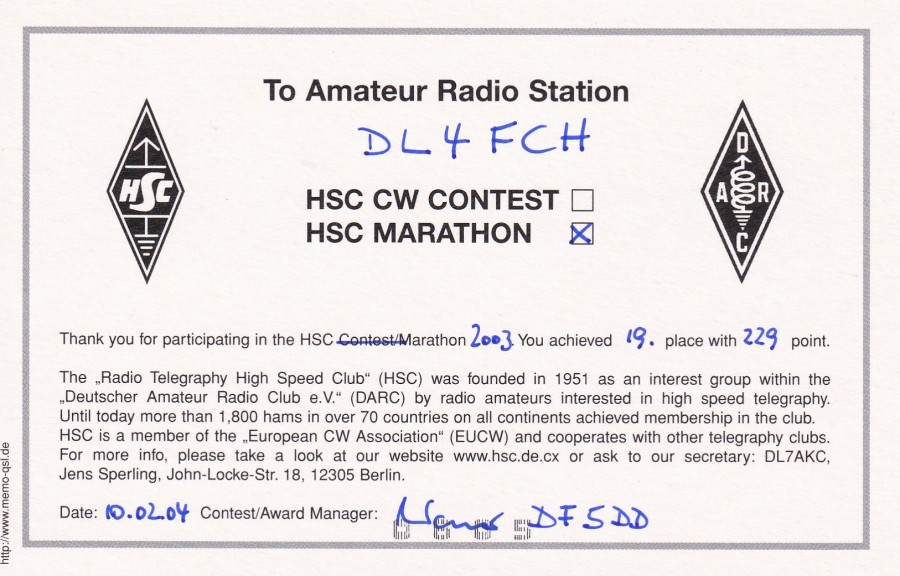 To Amateur Radio Station
DL4FCH
HSC CW CONTEST ☐
HSC MARATHON ☒
HSC
D
A R
C
Thank you for participating in the HSC Contest/Marathon 2003. You achieved 19. place with 229 point.
The „Radio Telegraphy High Speed Club“ (HSC) was founded in 1951 as an interest group within the
„Deutscher Amateur Radio Club e.V.“ (DARC) by radio amateurs interested in high speed telegraphy.
Until today more than 1,800 hams in over 70 countries on all continents achieved membership in the club.
HSC is a member of the „European CW Association“ (EUCW) and cooperates with other telegraphy clubs.
For more info, please take a look at our website www.hsc.de.cx or ask to our secretary: DL7AKC,
Jens Sperling, John-Locke-Str. 18, 12305 Berlin.
Date: 10.02.04 Contest/Award Manager: DF5DD
http://www.memo-qsl.de